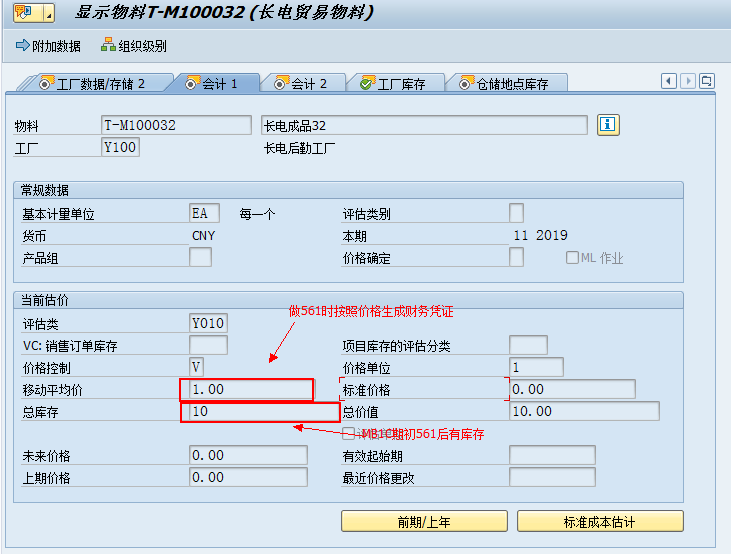 显示物料T-M100032 (长电贸易物料)
附加数据 组织级别
工厂数据/存储 2 会计 1 会计 2 工厂库存 仓储地点库存
物料 T-M100032 长电成品32
工厂 Y100 长电后勤工厂
常规数据
基本计量单位 EA 每一个 评估类别
货币 CNY 本期 11 2019
产品组 价格确定 ML 作业
当前估价
做561时按照价格生成财务凭证
评估类 Y010
VC: 销售订单库存 项目库存的评估分类
价格控制 V 价格单位 1
移动平均价 1.00 标准价格 0.00
总库存 10 总价值 10.00
MB1C期初561后有库存
未来价格 0.00 有效起始期
上期价格 0.00 最近价格更改
前期/上年 标准成本估计